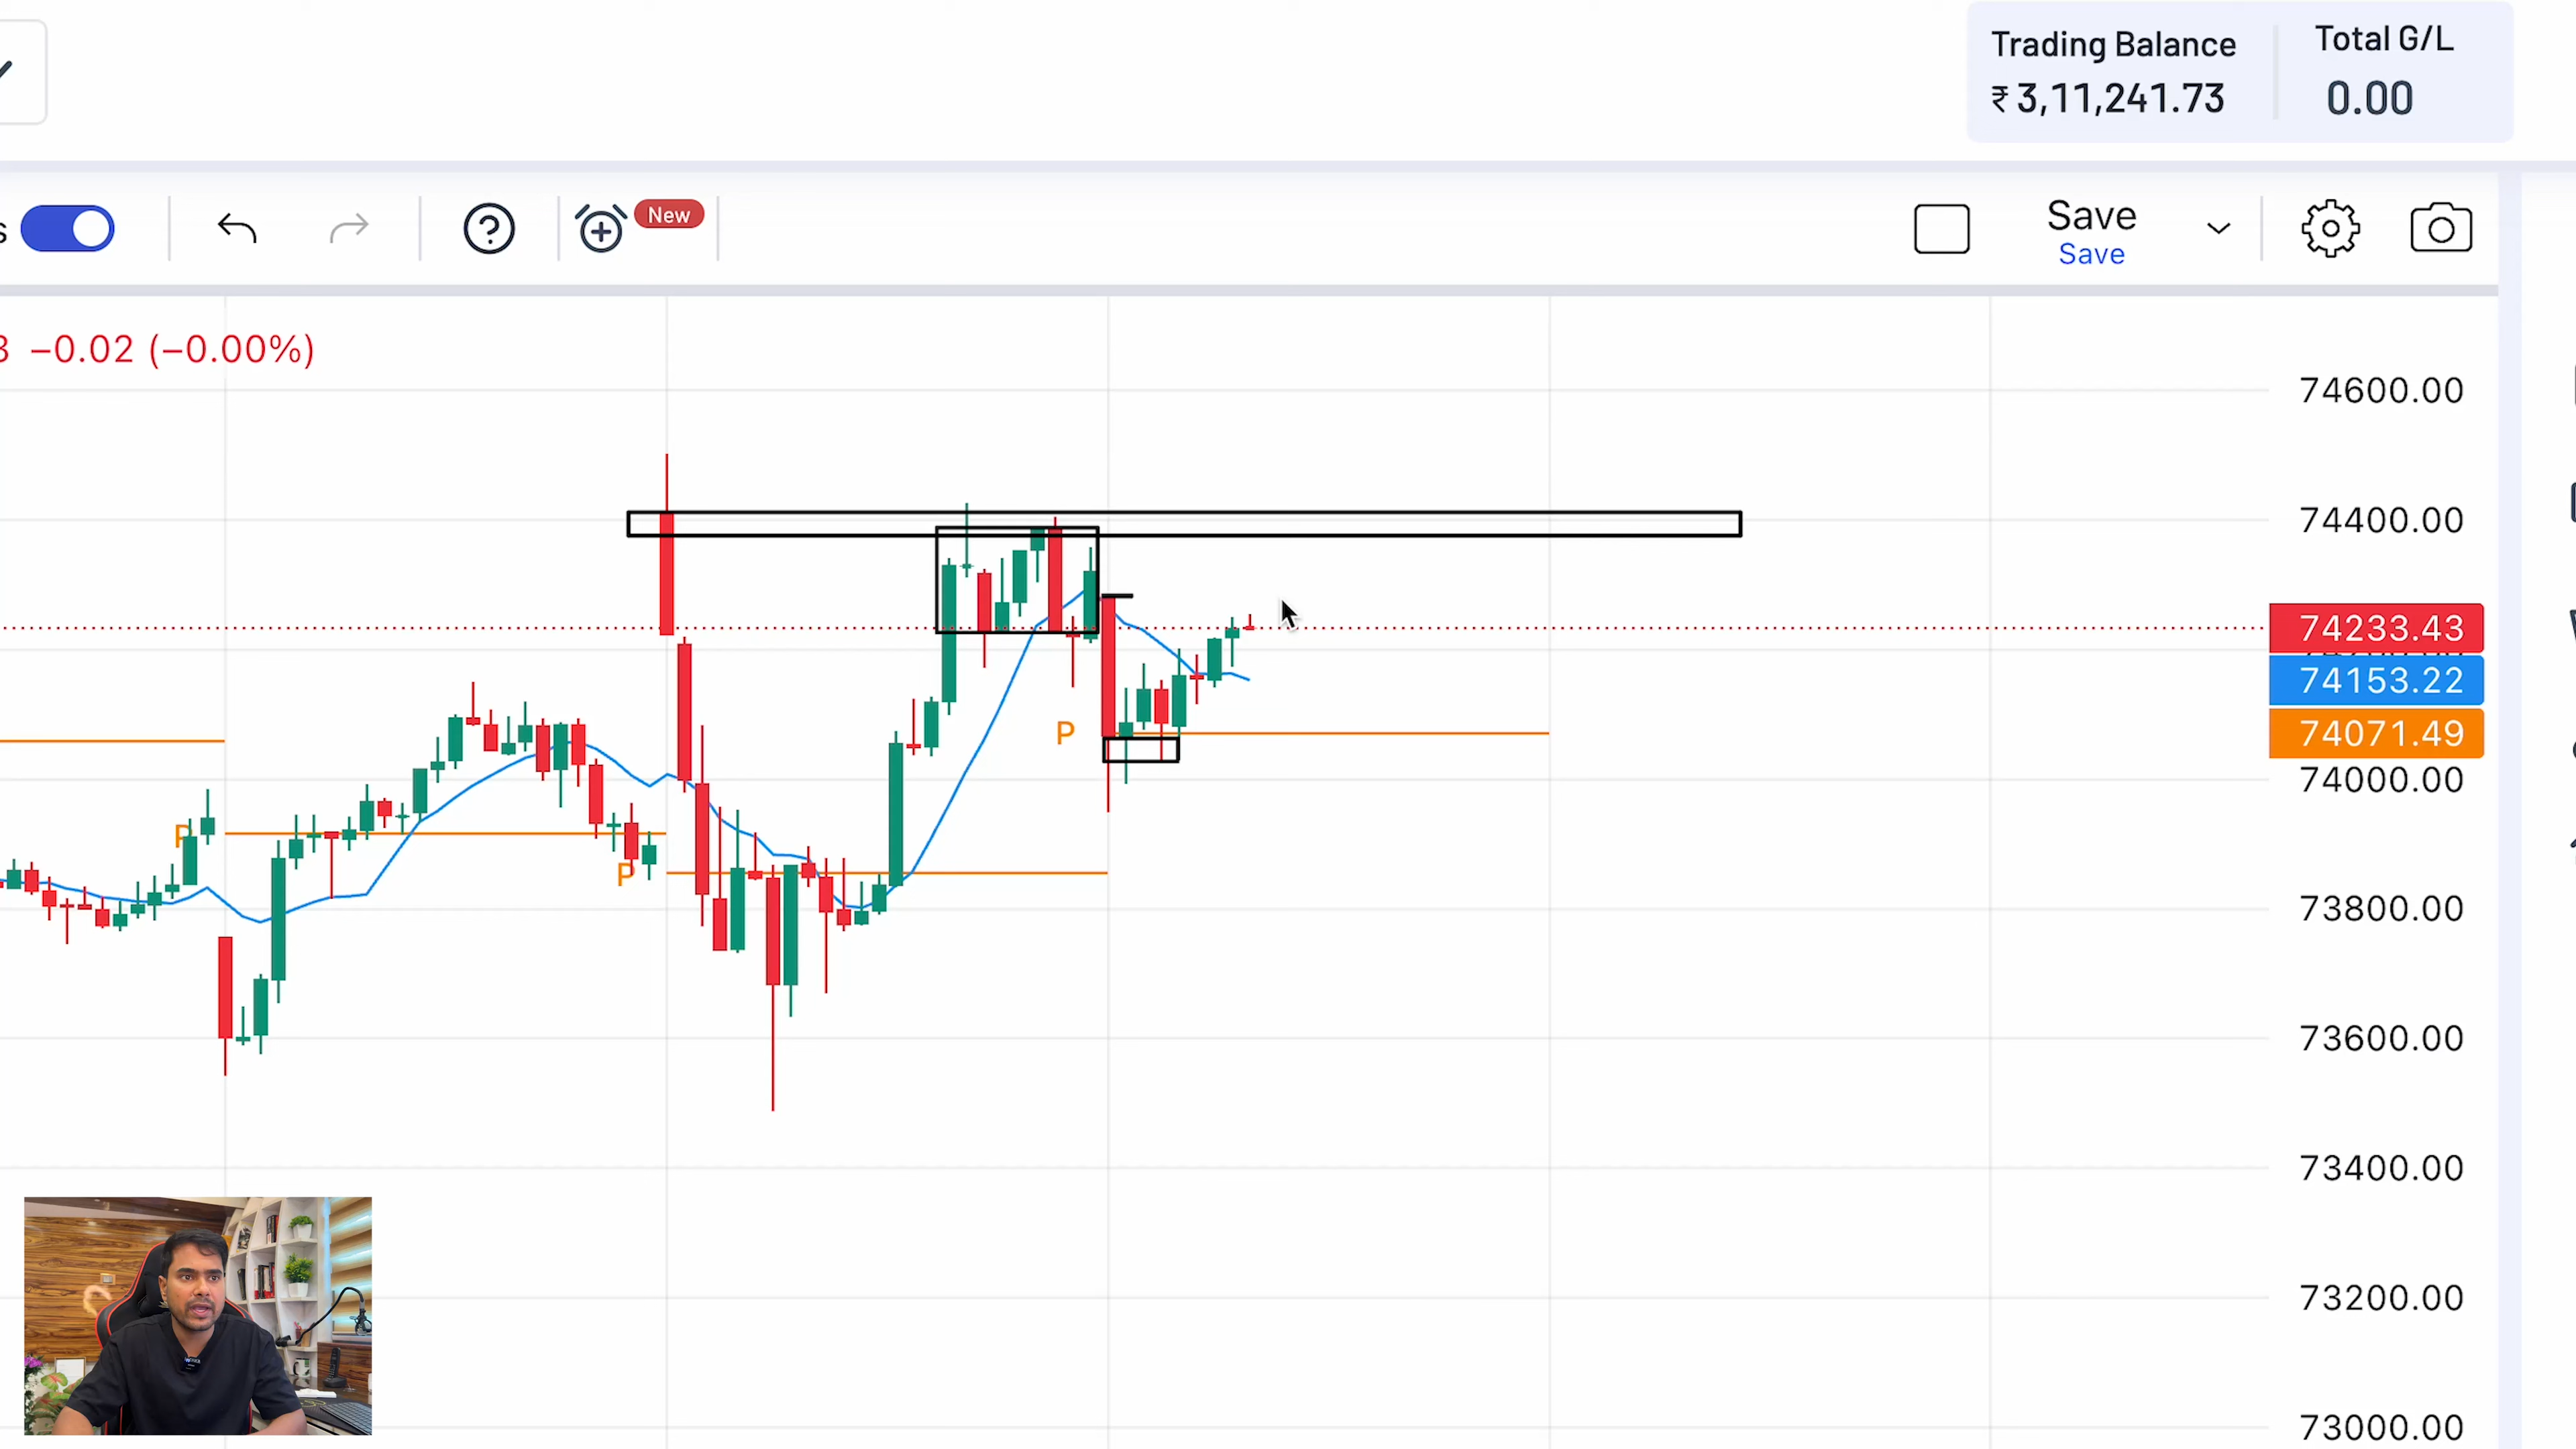 Trading Balance
₹ 3,11,241.73
Total G/L
0.00
s
New
Save
Save
3 −0.02 (−0.00%)
74600.00
74400.00
74233.43
74153.22
74071.49
74000.00
73800.00
73600.00
73400.00
73200.00
73000.00
P
P
P